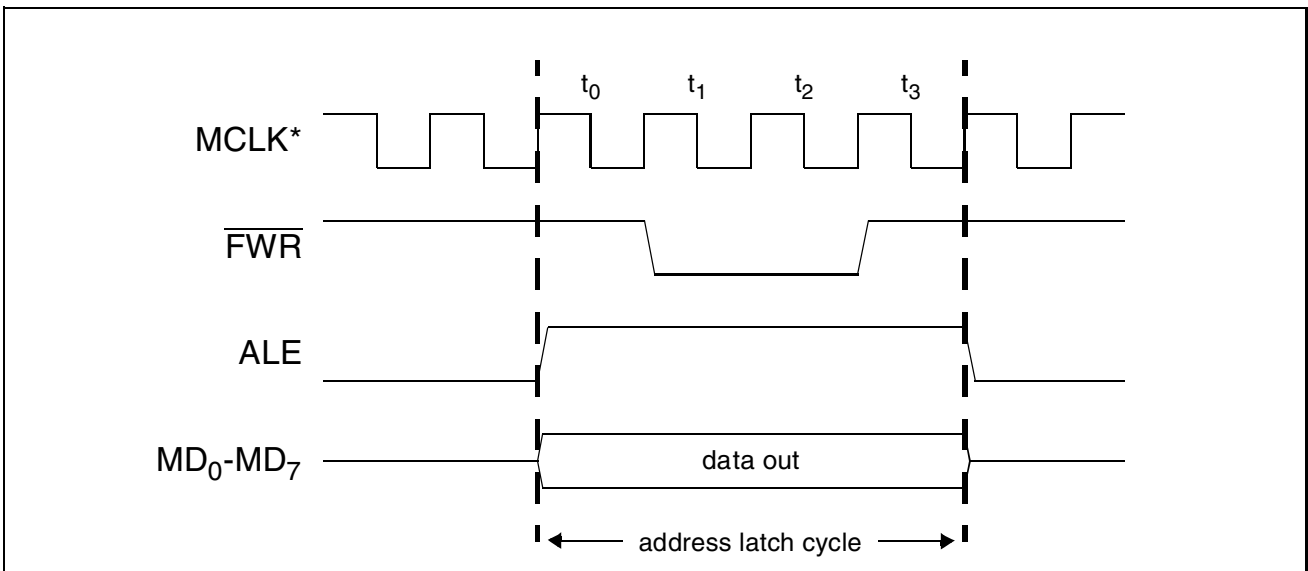 t0 t1 t2 t3
MCLK*
FWR
ALE
MD0-MD7
data out
address latch cycle